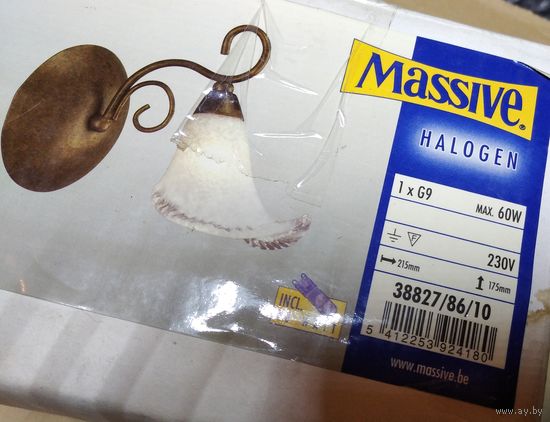 MASSIVE®
HALOGEN
1 x G9 MAX. 60W
F 230V
215mm 175mm
38827/86/10
5 412253 924180
www.massive.be
INCL.
www.ay.by